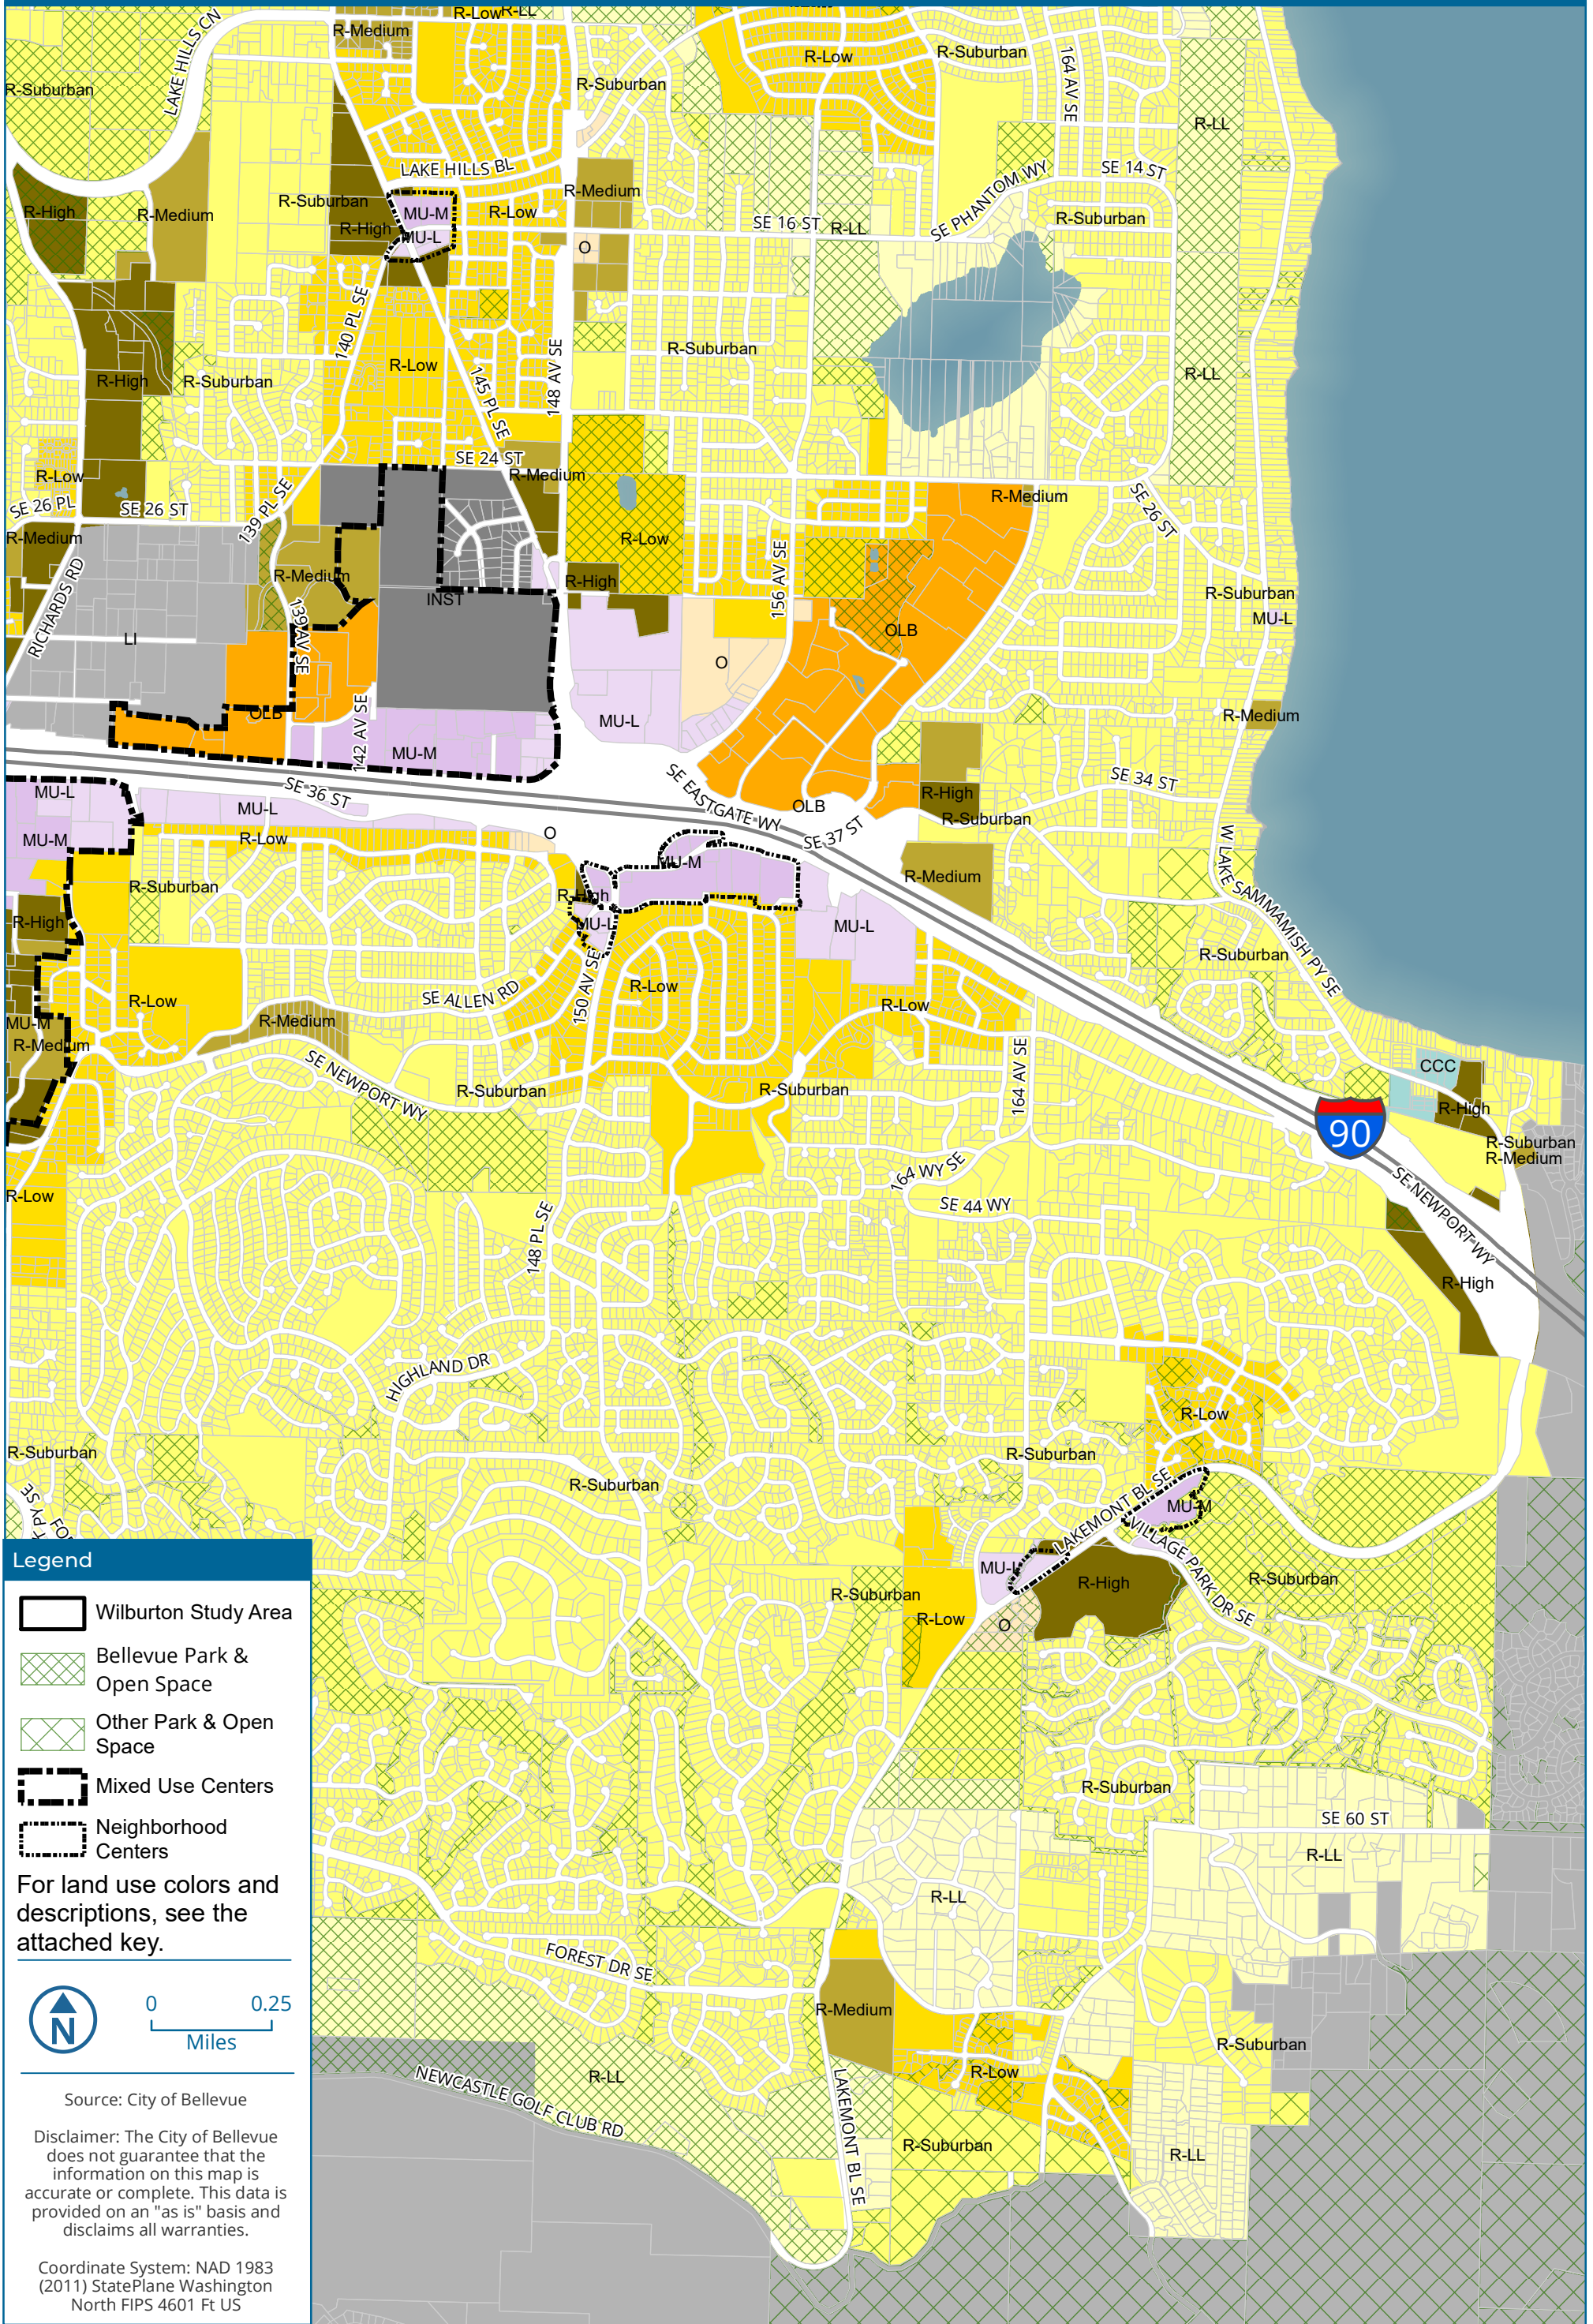 R-Low
R-LL
R-Medium
LAKE HILLS CN
R-Suburban
R-Low
R-Suburban
164 AV SE
R-Suburban
R-LL
LAKE HILLS BL
R-Medium
SE PHANTOM WY
SE 14 ST
R-High
R-Medium
R-Suburban
R-High
MU-M
MU-L
R-Low
O
SE 16 ST
R-LL
R-Suburban
140 PL SE
R-Low
145 PL SE
148 AV SE
R-Suburban
R-LL
R-High
R-Suburban
R-Low
SE 24 ST
R-Medium
R-Medium
SE 26 PL
SE 26 ST
139 PL SE
SE 26 ST
R-Medium
R-Low
R-Medium
R-High
156 AV SE
R-Suburban
RICHARDS RD
INST
MU-L
LI
139 AV SE
OLB
O
OLB
142 AV SE
MU-M
MU-L
R-Medium
SE 36 ST
SE EASTGATE WY
SE 34 ST
MU-L
MU-L
OLB
R-High
R-Suburban
MU-M
R-Low
O
SE 37 ST
W LAKE SAMMAMISH PY SE
R-Suburban
MU-M
R-Medium
R-High
R-High
MU-L
MU-L
R-Suburban
R-Low
SE ALLEN RD
150 AV SE
R-Low
R-Low
MU-M
R-Medium
R-Medium
SE NEWPORT WY
R-Suburban
R-Suburban
164 AV SE
CCC
R-High
90
R-Suburban
R-Medium
164 WY SE
SE NEWPORT WY
R-Low
SE 44 WY
148 PL SE
R-High
HIGHLAND DR
R-Low
R-Suburban
R-Suburban
R-Suburban
LAKEMONT BL SE
MU-M
VILLAGE PARK DR SE
MU-L
R-High
R-Suburban
R-Suburban
R-Low
O
R-Suburban
SE 60 ST
R-LL
R-LL
FOREST DR SE
R-Medium
R-Suburban
R-Low
R-LL
NEWCASTLE GOLF CLUB RD
LAKEMONT BL SE
R-Suburban
R-LL
Legend
Wilburton Study Area
Bellevue Park &
Open Space
Other Park & Open
Space
Mixed Use Centers
Neighborhood
Centers
For land use colors and
descriptions, see the
attached key.
N
0 0.25
Miles
Source: City of Bellevue
Disclaimer: The City of Bellevue
does not guarantee that the
information on this map is
accurate or complete. This data is
provided on an "as is" basis and
disclaims all warranties.
Coordinate System: NAD 1983
(2011) StatePlane Washington
North FIPS 4601 Ft US